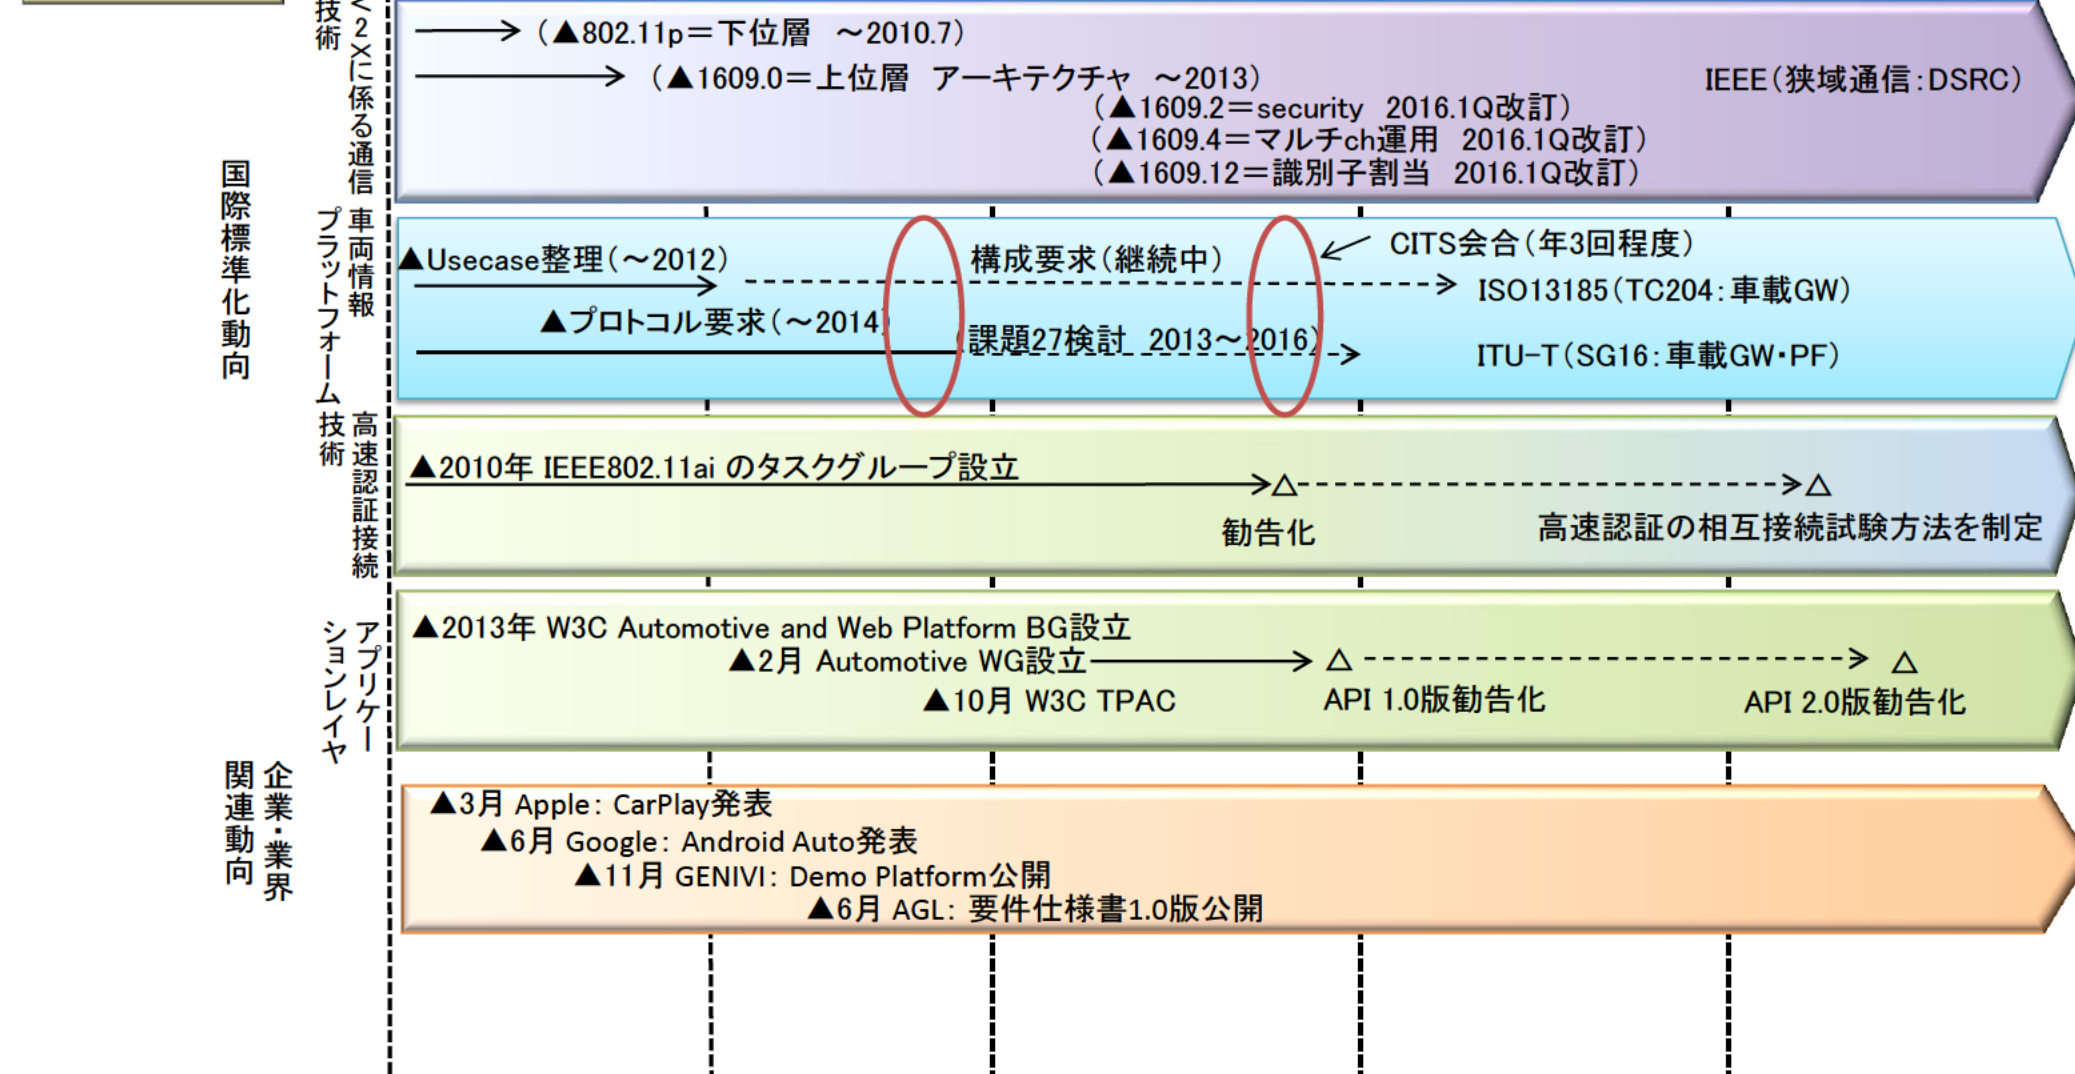 国際標準化動向
2Xに係る通信
技術
（▲802.11p＝下位層　～2010.7）
（▲1609.0＝上位層　アーキテクチャ　～2013）
IEEE（狭域通信：DSRC）
（▲1609.2＝security　2016.1Q改訂）
（▲1609.4＝マルチch運用　2016.1Q改訂）
（▲1609.12＝識別子割当　2016.1Q改訂）
車両情報
プラットフォーム
▲Usecase整理（～2012）
構成要求（継続中）
CITS会合（年3回程度）
ISO13185（TC204：車載GW）
▲プロトコル要求（～2014）
（課題27検討　2013～2016）
ITU-T（SG16：車載GW・PF）
高速認証接続
技術
▲2010年 IEEE802.11ai のタスクグループ設立
△
△
勧告化
高速認証の相互接続試験方法を制定
アプリケー
ションレイヤ
▲2013年 W3C Automotive and Web Platform BG設立
▲2月 Automotive WG設立
△
△
▲10月 W3C TPAC
API 1.0版勧告化
API 2.0版勧告化
企業・業界
関連動向
▲3月 Apple：CarPlay発表
▲6月 Google：Android Auto発表
▲11月 GENIVI：Demo Platform公開
▲6月 AGL：要件仕様書1.0版公開